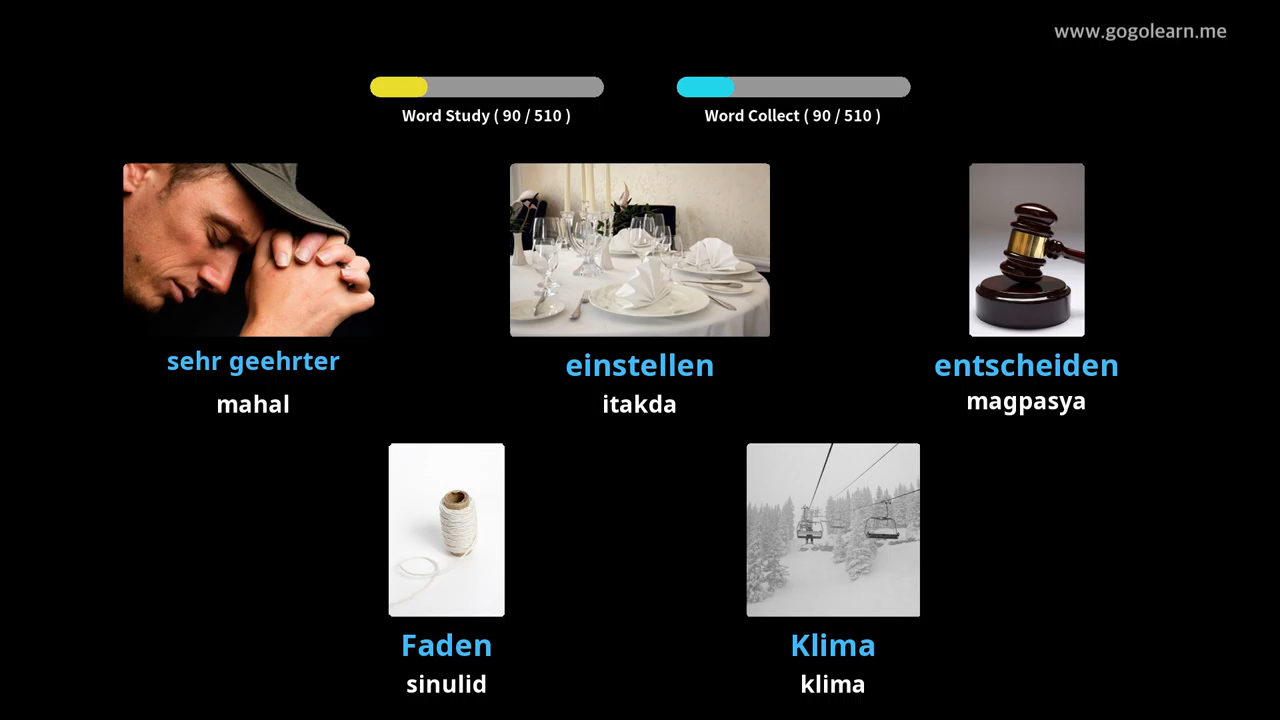 www.gogolearn.me
Word Study ( 90 / 510 )
Word Collect ( 90 / 510 )
sehr geehrter
mahal
einstellen
itakda
entscheiden
magpasya
Faden
sinulid
Klima
klima